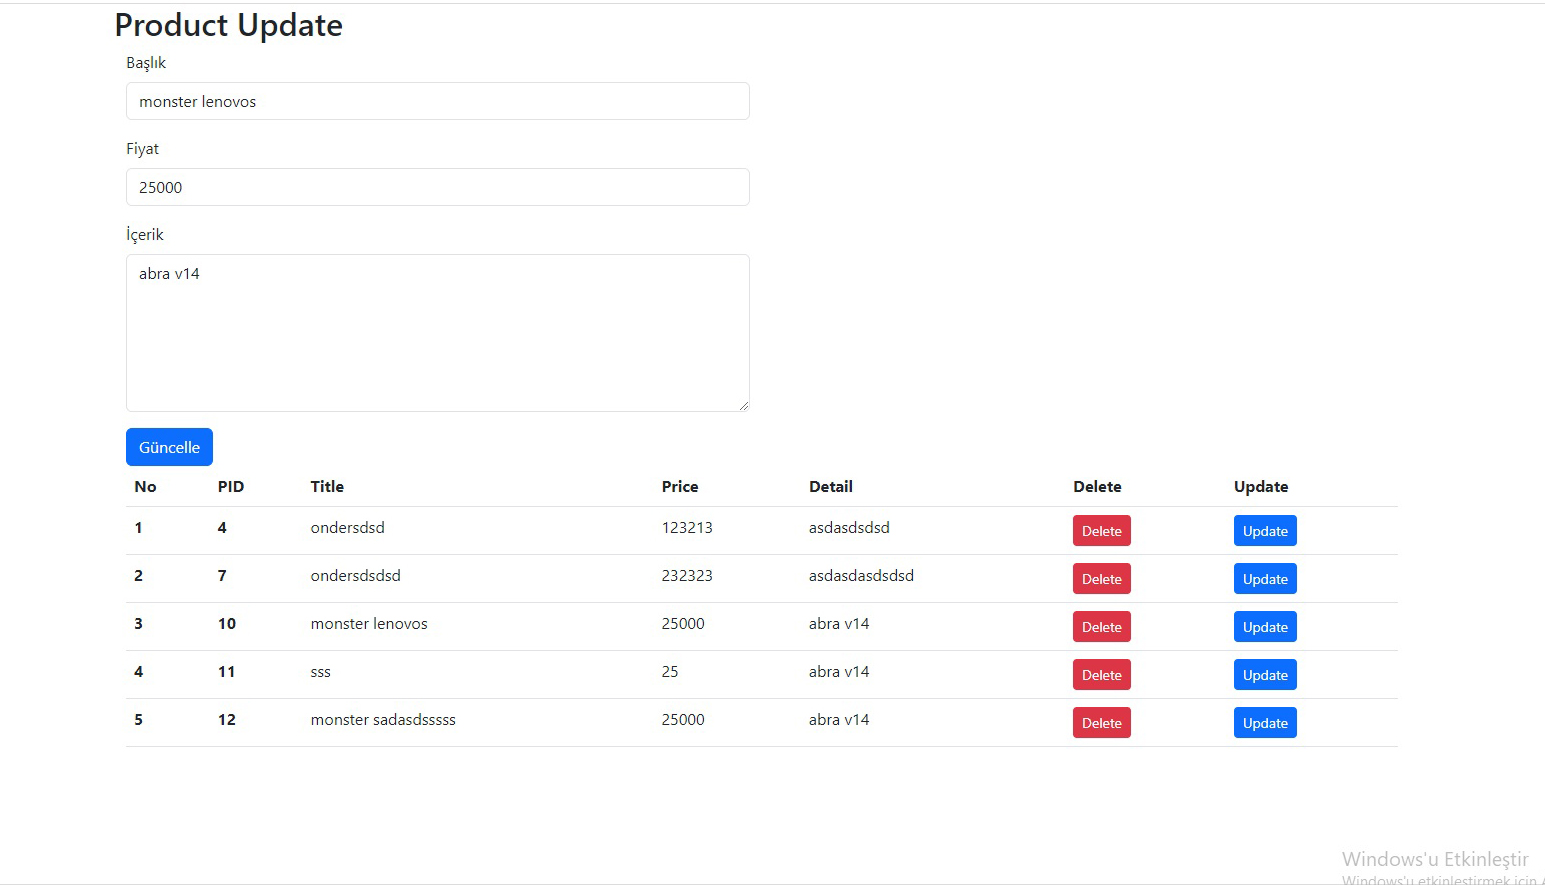 Product Update
Başlık
monster lenovos
Fiyat
25000
İçerik
abra v14
Güncelle
No PID Title Price Detail Delete Update
1 4 ondersdsd 123213 asdasdsdsd Delete Update
2 7 ondersdsdsd 232323 asdasdasdsdsd Delete Update
3 10 monster lenovos 25000 abra v14 Delete Update
4 11 sss 25 abra v14 Delete Update
5 12 monster sadasdsssss 25000 abra v14 Delete Update
Windows'u Etkinleştir
Windows'u etkinleştirmek için